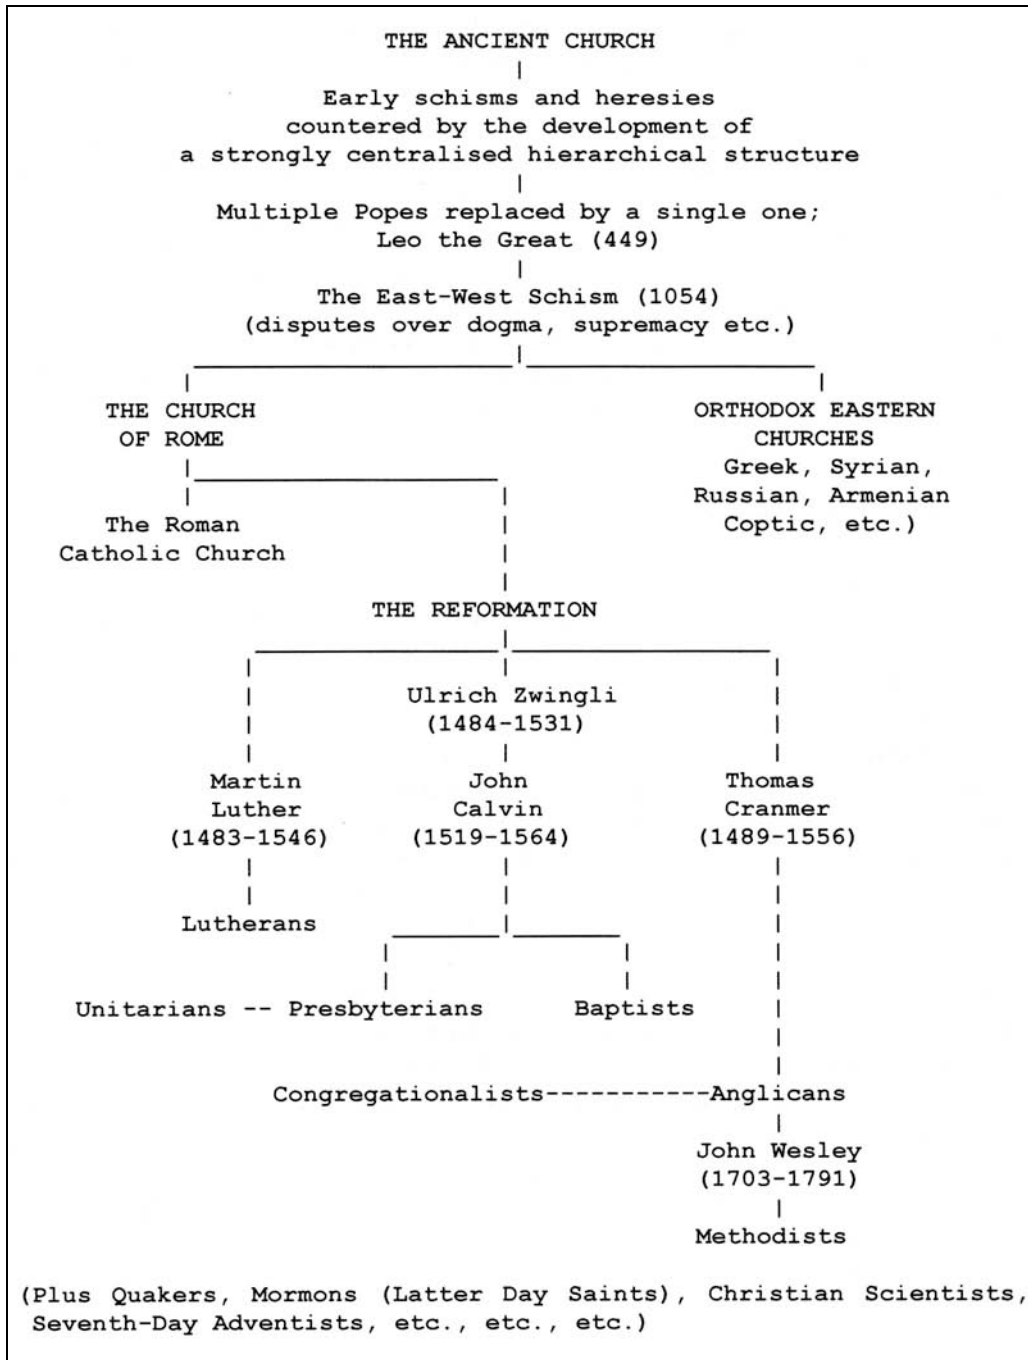 THE ANCIENT CHURCH
Early schisms and heresies
countered by the development of
a strongly centralised hierarchical structure
Multiple Popes replaced by a single one;
Leo the Great (449)
The East-West Schism (1054)
(disputes over dogma, supremacy etc.)
THE CHURCH
OF ROME
ORTHODOX EASTERN
CHURCHES
Greek, Syrian,
Russian, Armenian
Coptic, etc.)
The Roman
Catholic Church
THE REFORMATION
Ulrich Zwingli
(1484-1531)
Martin
Luther
(1483-1546)
John
Calvin
(1519-1564)
Thomas
Cranmer
(1489-1556)
Lutherans
Unitarians -- Presbyterians
Baptists
Congregationalists-----------Anglicans
John Wesley
(1703-1791)
Methodists
(Plus Quakers, Mormons (Latter Day Saints), Christian Scientists,
Seventh-Day Adventists, etc., etc., etc.)